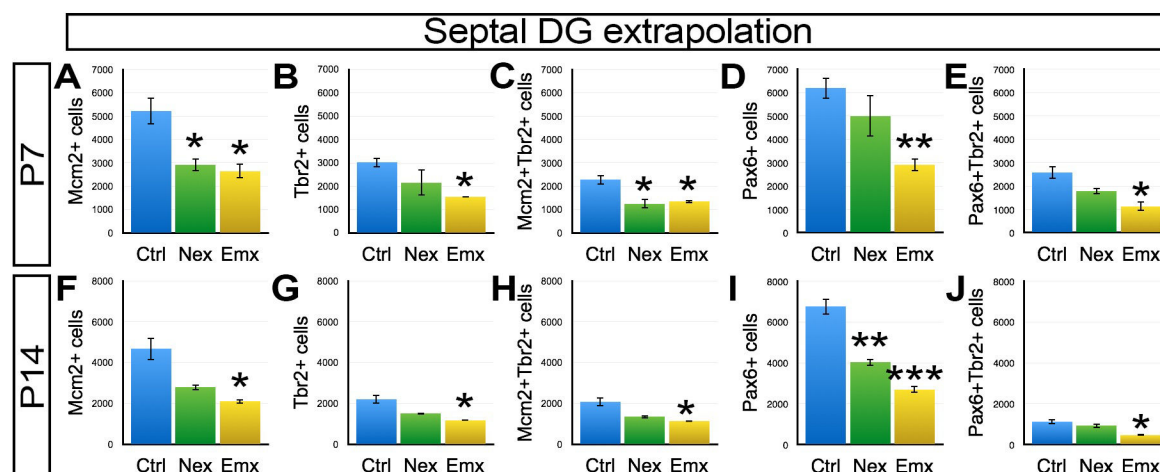 Septal DG extrapolation
P7
A
Mcm2+ cells
7000
6000
5000
4000
3000
2000
1000
0
* *
Ctrl Nex Emx
B
Tbr2+ cells
7000
6000
5000
4000
3000
2000
1000
0
*
Ctrl Nex Emx
C
Mcm2+Tbr2+ cells
7000
6000
5000
4000
3000
2000
1000
0
* *
Ctrl Nex Emx
D
Pax6+ cells
7000
6000
5000
4000
3000
2000
1000
0
**
Ctrl Nex Emx
E
Pax6+Tbr2+ cells
7000
6000
5000
4000
3000
2000
1000
0
*
Ctrl Nex Emx
P14
F
Mcm2+ cells
8000
6000
4000
2000
0
*
Ctrl Nex Emx
G
Tbr2+ cells
8000
6000
4000
2000
0
*
Ctrl Nex Emx
H
Mcm2+Tbr2+ cells
8000
6000
4000
2000
0
*
Ctrl Nex Emx
I
Pax6+ cells
8000
6000
4000
2000
0
**
***
Ctrl Nex Emx
J
Pax6+Tbr2+ cells
8000
6000
4000
2000
0
*
Ctrl Nex Emx